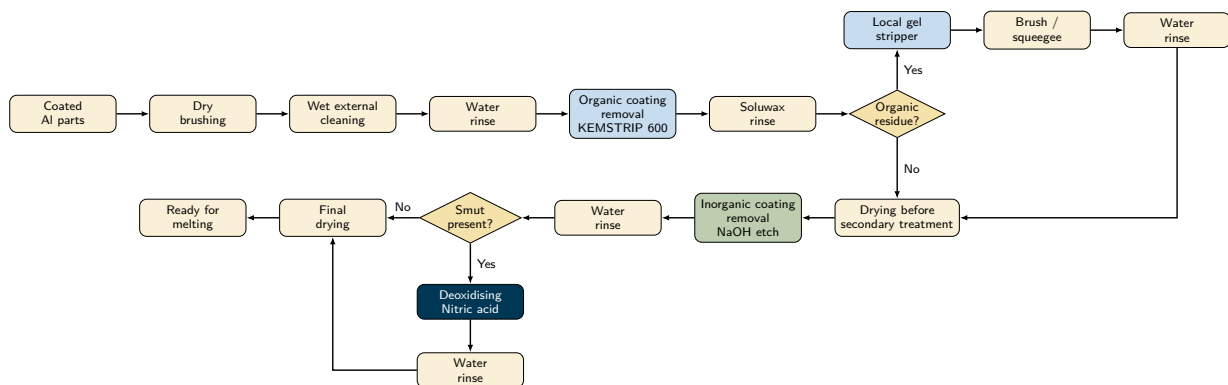 Local gel
stripper
Brush /
squeegee
Water
rinse
Yes
Coated
Al parts
Dry
brushing
Wet external
cleaning
Water
rinse
Organic coating
removal
KEMSTRIP 600
Soluwax
rinse
Organic
residue?
No
Ready for
melting
Final
drying
No
Smut
present?
Water
rinse
Inorganic coating
removal
NaOH etch
Drying before
secondary treatment
Yes
Deoxidising
Nitric acid
Water
rinse